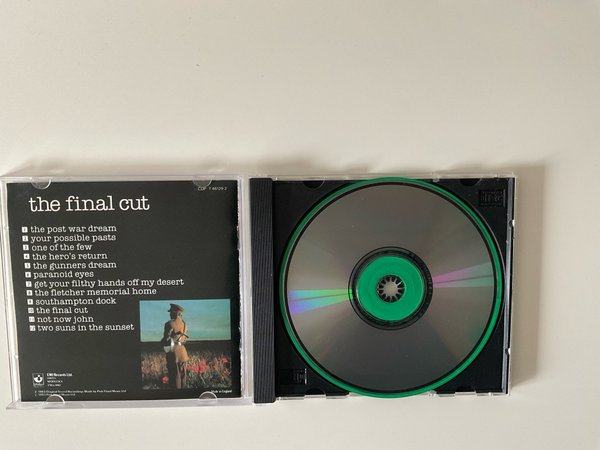 CDP 7 46129 2
the final cut
1 the post war dream
2 your possible pasts
3 one of the few
4 the hero's return
5 the gunners dream
6 paranoid eyes
7 get your filthy hands off my desert
8 the fletcher memorial home
9 southampton dock
10 the final cut
11 not now john
12 two suns in the sunset
EMI Records Ltd.